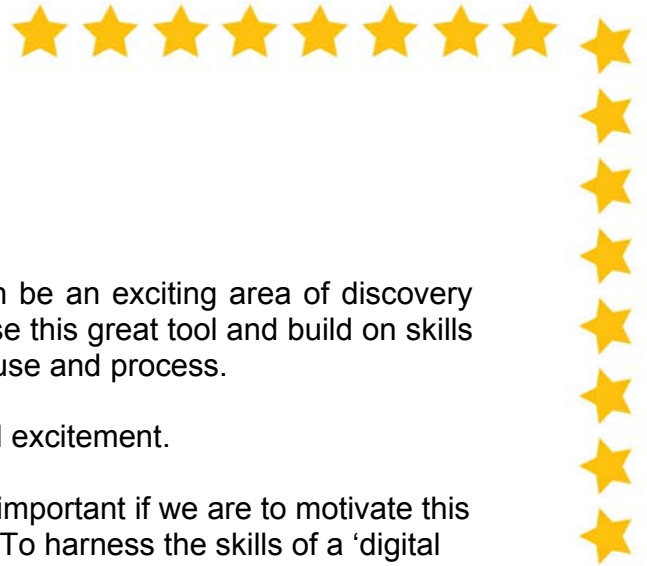 n be an exciting area of discovery
se this great tool and build on skills
use and process.
l excitement.
important if we are to motivate this
To harness the skills of a ‘digital